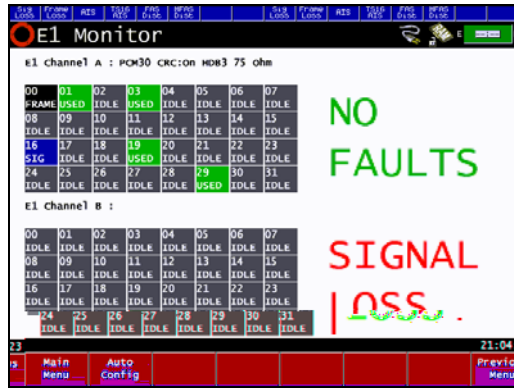 Sig Loss Frame Loss AIS TS16 AIS FAS Dist MFAS Dist Sig Loss Frame Loss AIS TS16 AIS FAS Dist MFAS Dist
E1 Monitor E
E1 Channel A : PCM30 CRC:on HDB3 75 Ohm
00 01 02 03 04 05 06 07
FRAME USED IDLE USED IDLE IDLE IDLE IDLE
08 09 10 11 12 13 14 15
IDLE IDLE IDLE IDLE IDLE IDLE IDLE IDLE
16 17 18 19 20 21 22 23
SIG IDLE IDLE USED IDLE IDLE IDLE IDLE
24 25 26 27 28 29 30 31
IDLE IDLE IDLE IDLE IDLE USED IDLE IDLE
NO
FAULTS
E1 Channel B :
00 01 02 03 04 05 06 07
IDLE IDLE IDLE IDLE IDLE IDLE IDLE IDLE
08 09 10 11 12 13 14 15
IDLE IDLE IDLE IDLE IDLE IDLE IDLE IDLE
16 17 18 19 20 21 22 23
IDLE IDLE IDLE IDLE IDLE IDLE IDLE IDLE
24 25 26 27 28 29 30 31
IDLE IDLE IDLE IDLE IDLE IDLE IDLE IDLE
SIGNAL
LOSS
23 21:04
Main Menu
Auto Config
Previo
Menu